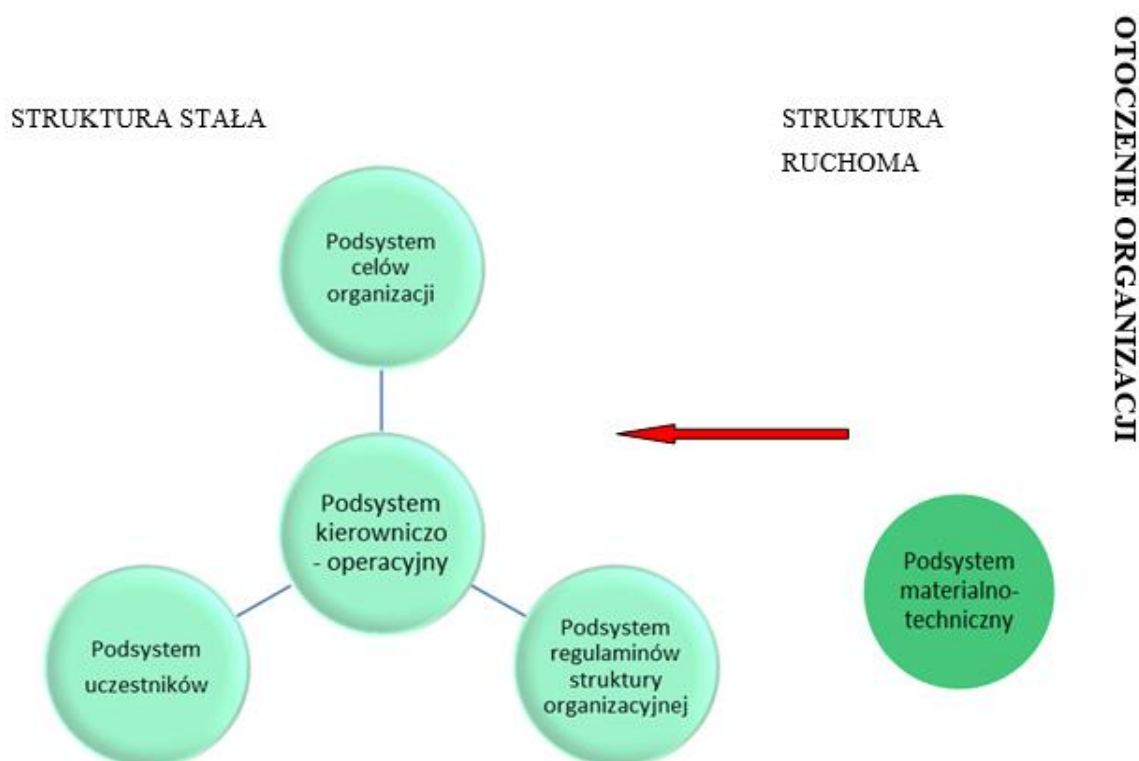 STRUKTURA STAŁA
STRUKTURA
RUCHOMA
OTOCZENIE ORGANIZACJI
Podsystem
celów
organizacji
Podsystem
kierowniczo
- operacyjny
Podsystem
uczestników
Podsystem
regulaminów
struktury
organizacyjnej
Podsystem
materialno-
techniczny